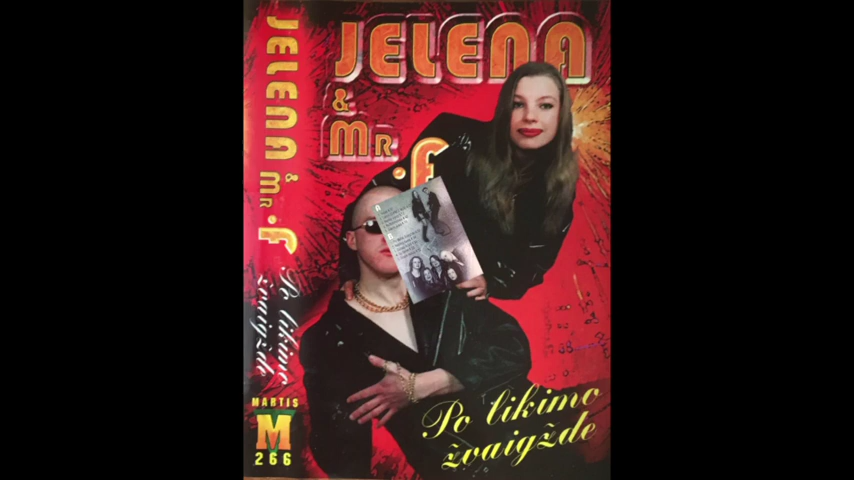 JELENA & MR.F
Po likimo
žvaigžde
MARTIS
M
266
JELENA
&
MR
.F
Po likimo
žvaigžde